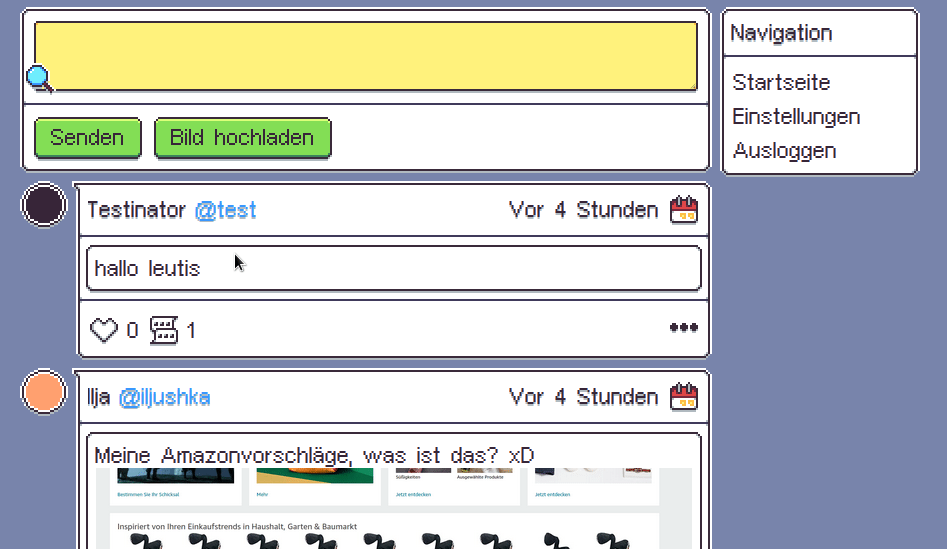 Navigation
Startseite
Einstellungen
Ausloggen
Senden Bild hochladen
Testinator @test Vor 4 Stunden
hallo leutis
0 1
Ilja @iljushka Vor 4 Stunden
Meine Amazonvorschläge, was ist das? xD
Süßigkeiten Ausgewählte Produkte
Bestimmen Sie Ihr Schicksal Mehr Jetzt entdecken Jetzt entdecken
Inspiriert von Ihren Einkaufstrends in Haushalt, Garten & Baumarkt